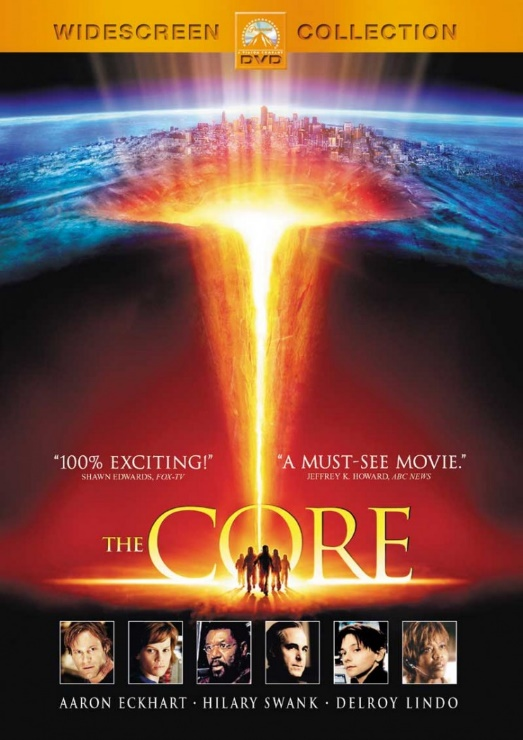 WIDESCREEN DVD COLLECTION
"100% EXCITING!"
SHAWN EDWARDS, FOX-TV
"A MUST-SEE MOVIE."
JEFFREY K. HOWARD, ABC NEWS
THE CORE
AARON ECKHART · HILARY SWANK · DELROY LINDO